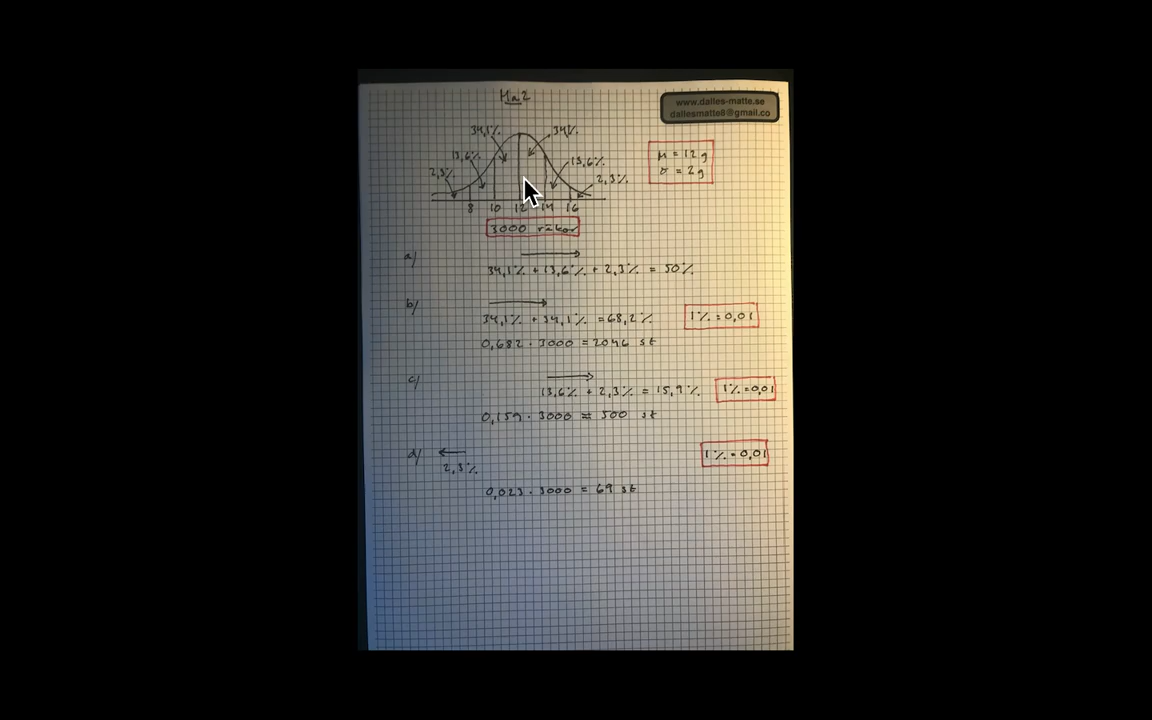 Ma2
www.dalles-matte.se
dallesmatte8@gmail.co
34,1% 34%
13,6% 13,6%
2,3% 2,3%
μ = 12 g
σ = 2 g
8 10 12 14 16
3000 räkor
a)
34,1% + 13,6% + 2,3% = 50%
b)
34,1% + 34,1% = 68,2% 1% = 0,01
0,682 · 3000 = 2046 st
c)
13,6% + 2,3% = 15,9% 1% = 0,01
0,159 · 3000 ≈ 500 st
d)
2,3% 1% = 0,01
0,023 · 3000 = 69 st